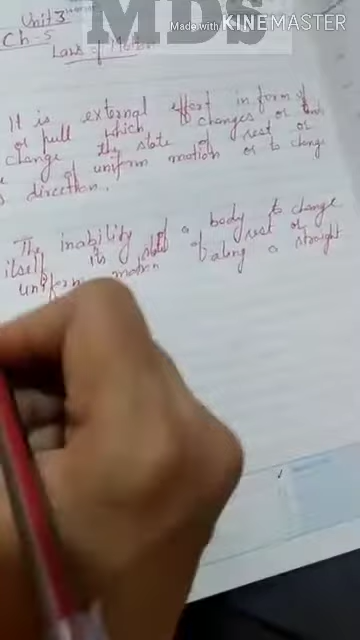 MDS
Made with KINEMASTER
Unit 3
Ch-5
Laws of Motion
It is external effort in form of
or pull which changes or
change the state of rest or
of uniform motion or to change
direction.
The inability of a body to change
itself its state of rest or
uniform motion along a straight